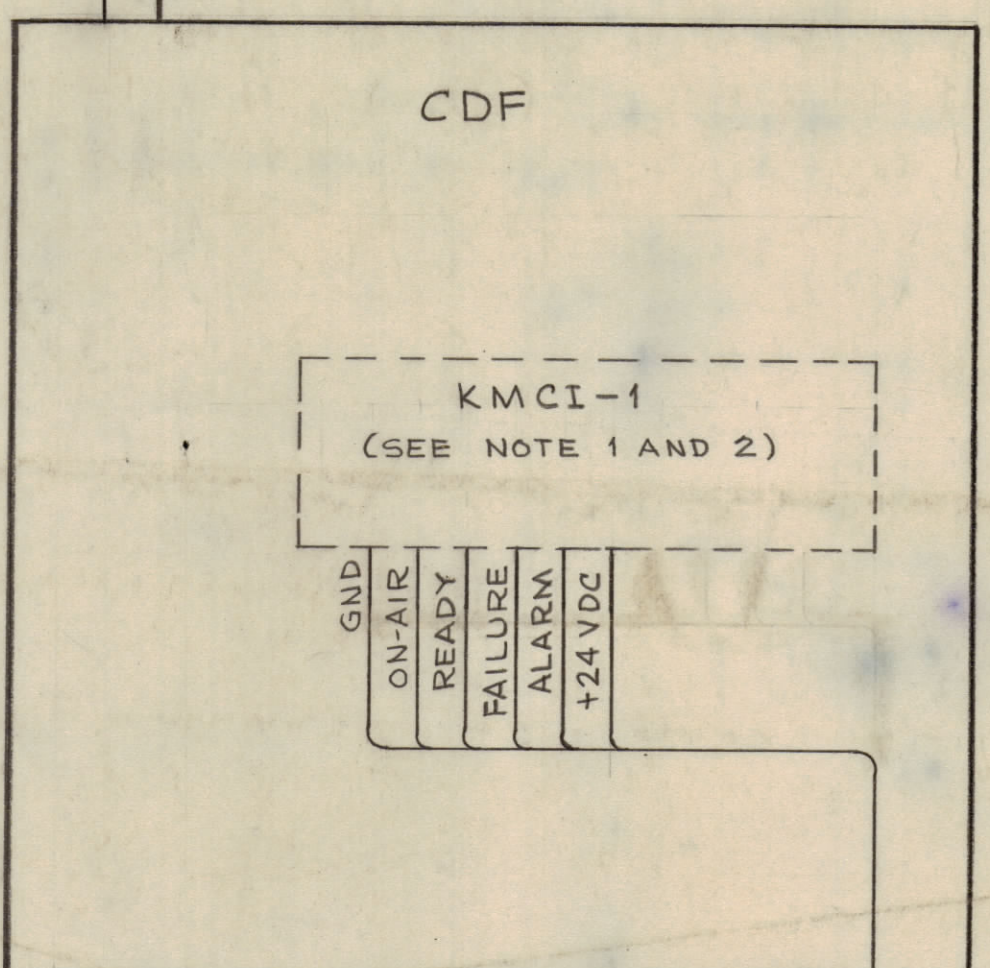 CDF
KMCI-1
(SEE NOTE 1 AND 2)
GND
ON-AIR
READY
FAILURE
ALARM
+24VDC